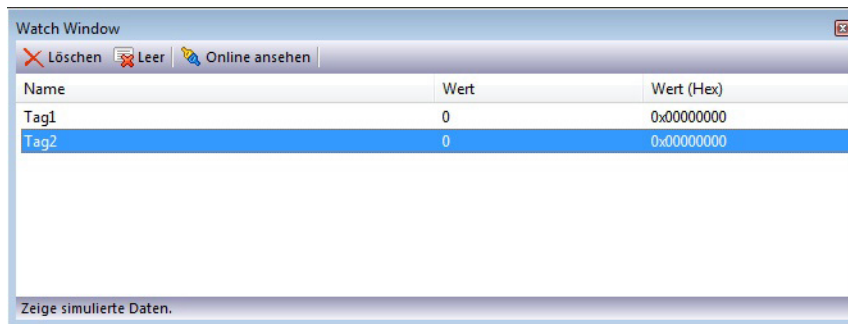 Watch Window
Löschen Leer Online ansehen
Name Wert Wert (Hex)
Tag1 0 0x00000000
Tag2 0 0x00000000
Zeige simulierte Daten.